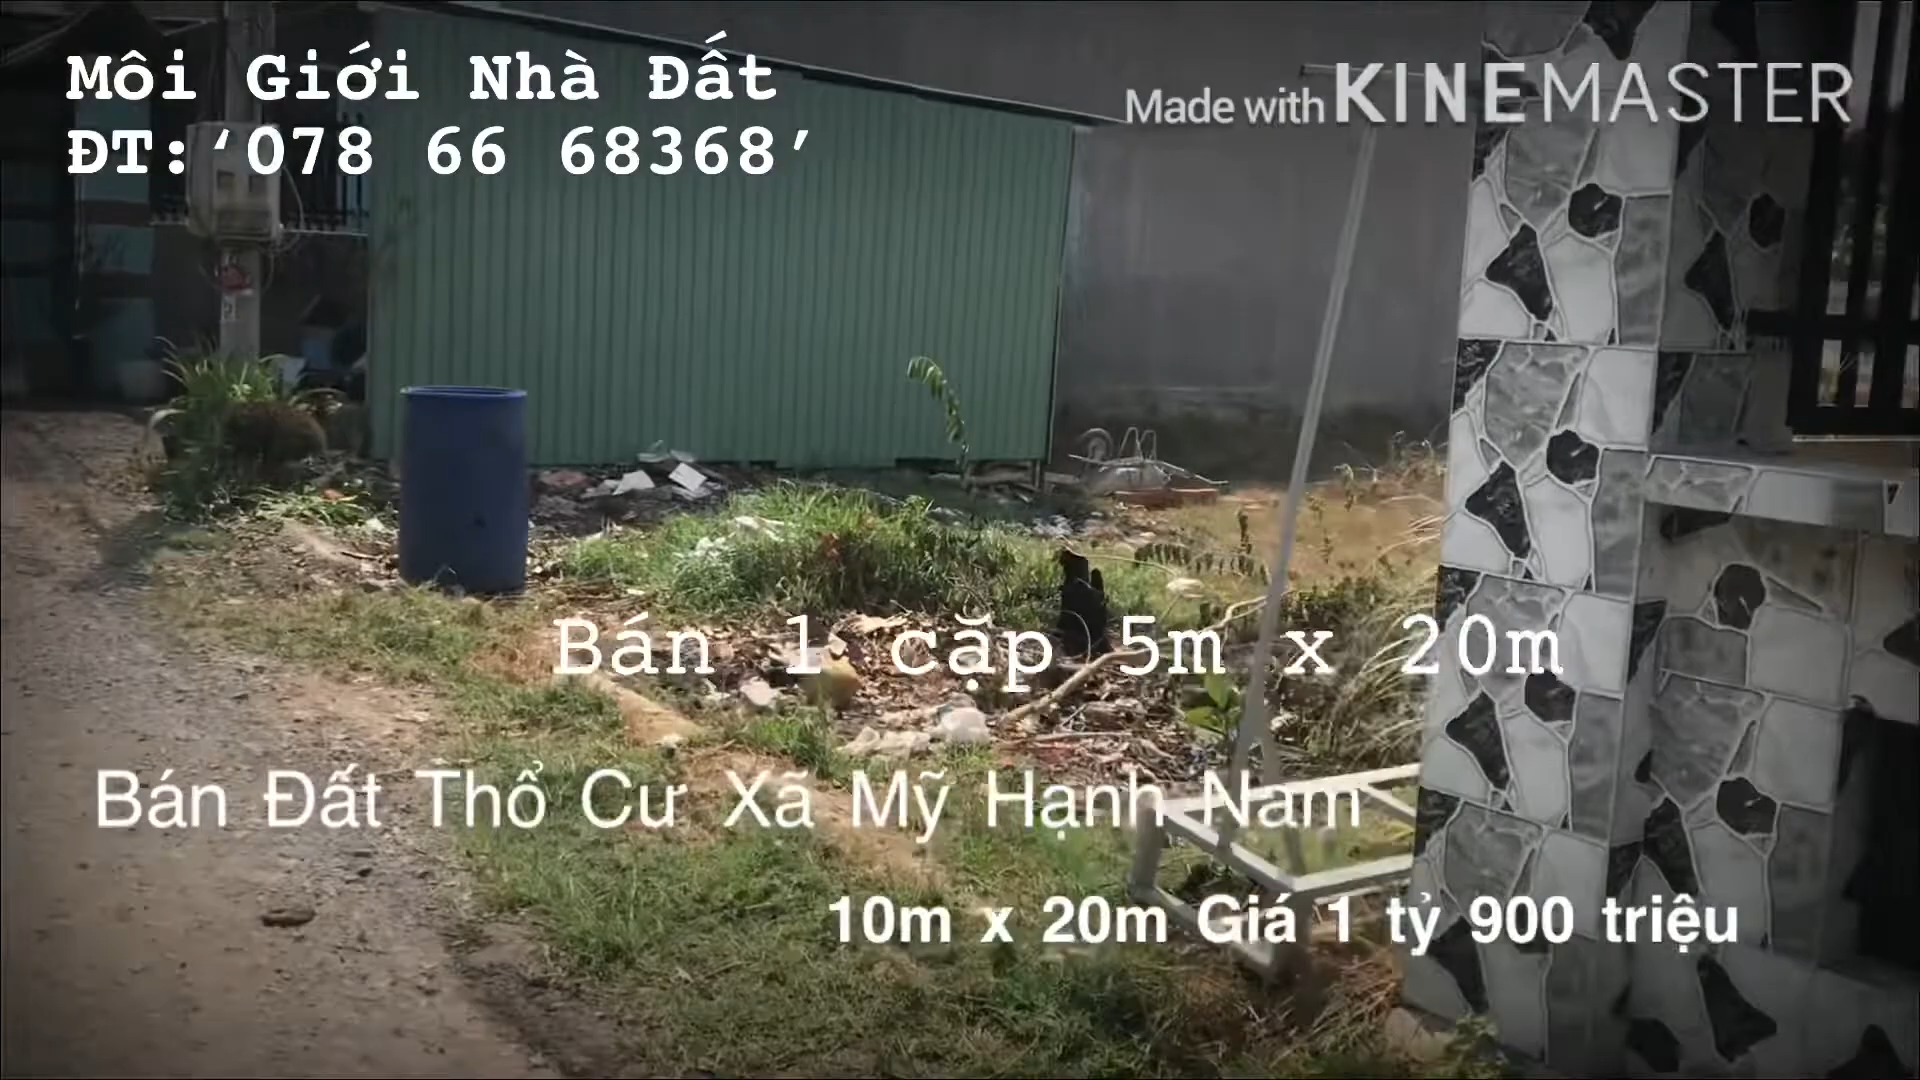 Môi Giới Nhà Đất
ĐT:‘078 66 68368’
Made with KINEMASTER
Bán 1 cặp 5m x 20m
Bán Đất Thổ Cư Xã Mỹ Hạnh Nam
10m x 20m Giá 1 tỷ 900 triệu